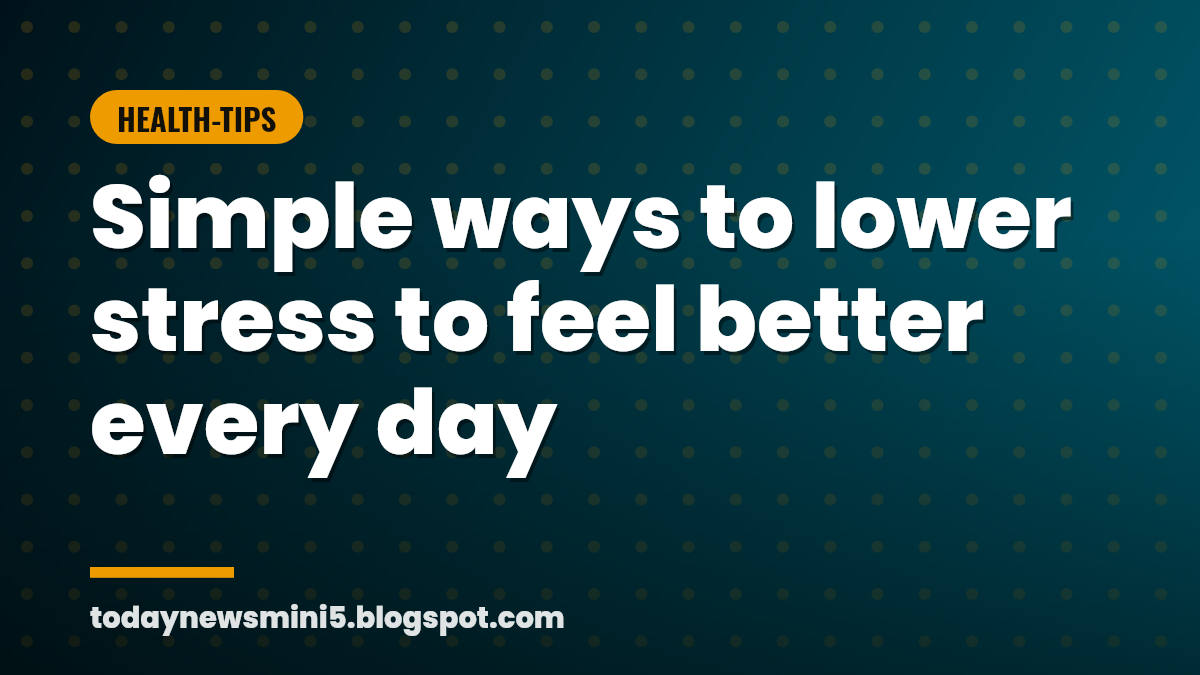 HEALTH-TIPS
Simple ways to lower
stress to feel better
every day
todaynewsmini5.blogspot.com